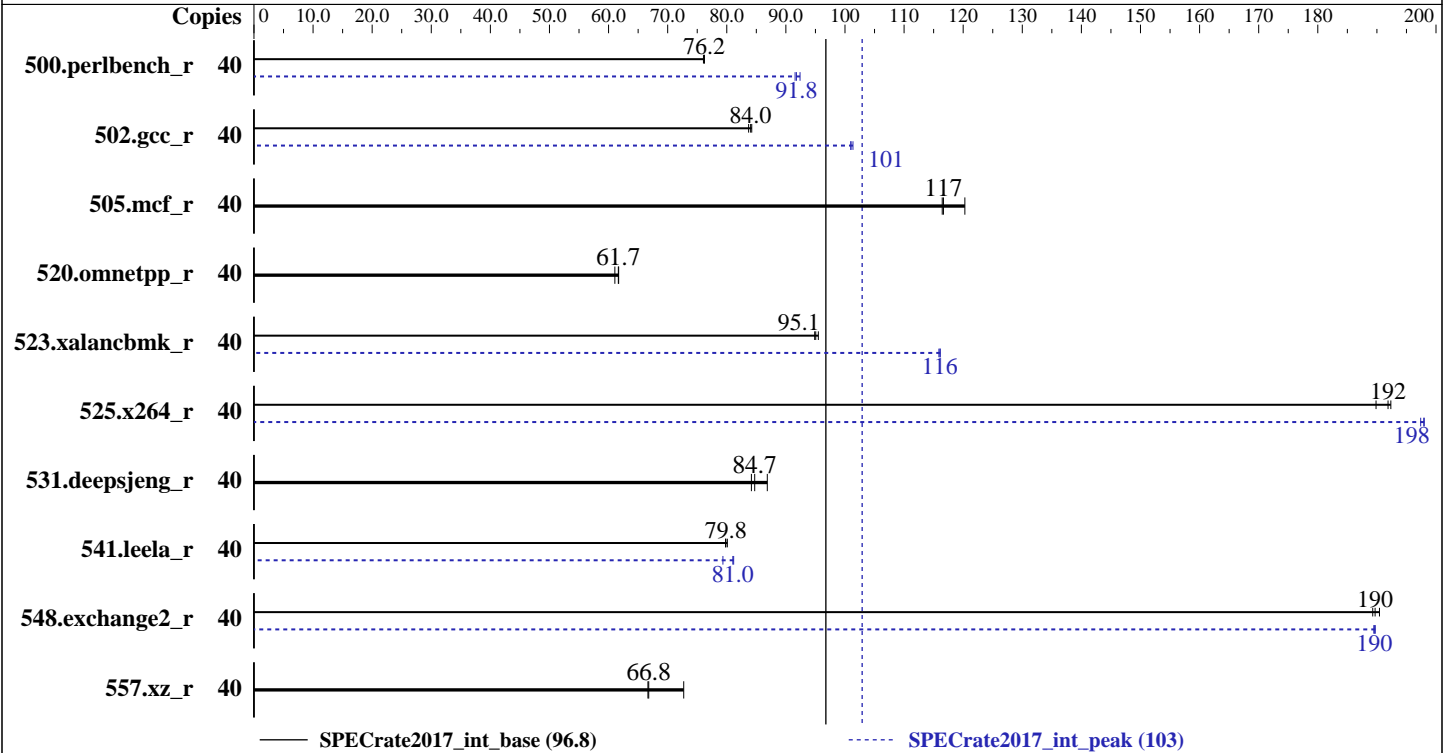 Copies 0 10.0 20.0 30.0 40.0 50.0 60.0 70.0 80.0 90.0 100 110 120 130 140 150 160 170 180 200
500.perlbench_r 40 76.2
91.8
502.gcc_r 40 84.0
101
505.mcf_r 40 117
520.omnetpp_r 40 61.7
523.xalancbmk_r 40 95.1
116
525.x264_r 40 192
198
531.deepsjeng_r 40 84.7
541.leela_r 40 79.8
81.0
548.exchange2_r 40 190
190
557.xz_r 40 66.8
SPECrate2017_int_base (96.8) SPECrate2017_int_peak (103)